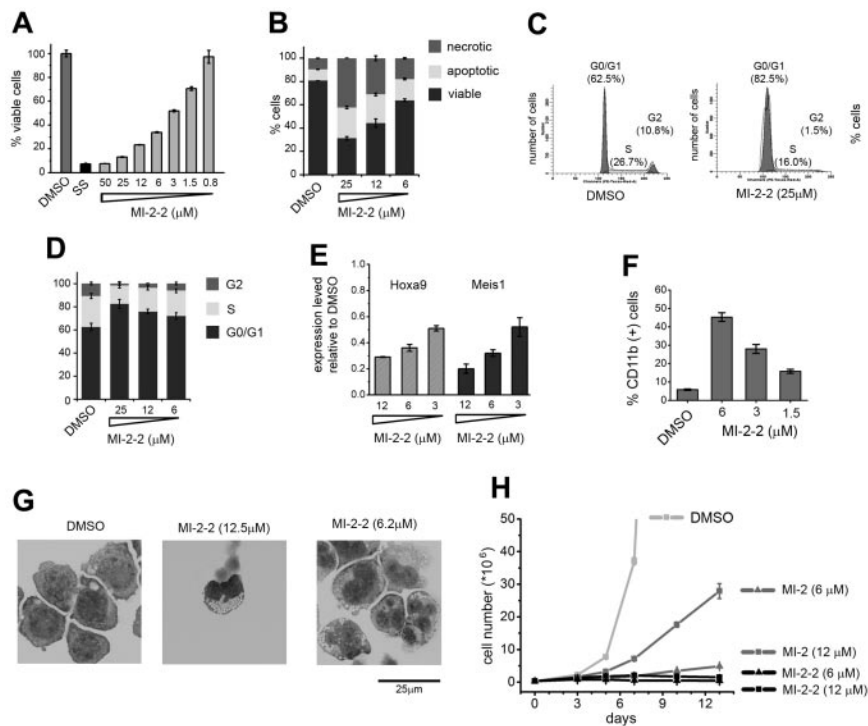 A
% viable cells
100
80
60
40
20
0
DMSO
SS
50
25
12
6
3
1.5
0.8
MI-2-2 (μM)
B
% cells
100
80
60
40
20
0
necrotic
apoptotic
viable
DMSO
25
12
6
MI-2-2 (μM)
C
number of cells
G0/G1
(62.5%)
G2
(10.8%)
S
(26.7%)
DMSO
number of cells
G0/G1
(82.5%)
G2
(1.5%)
S
(16.0%)
MI-2-2 (25μM)
% cells
D
100
80
60
40
20
0
G2
S
G0/G1
DMSO
25
12
6
MI-2-2 (μM)
E
expression leved
relative to DMSO
1.0
0.8
0.6
0.4
0.2
0.0
Hoxa9
Meis1
12
6
3
12
6
3
MI-2-2 (μM)
MI-2-2 (μM)
F
% CD11b (+) cells
60
50
40
30
20
10
0
DMSO
6
3
1.5
MI-2-2 (μM)
G
DMSO
MI-2-2 (12.5μM)
MI-2-2 (6.2μM)
25μm
H
cell number (*10⁶)
50
40
30
20
10
0
0
3
6
9
12
days
DMSO
MI-2 (6 μM)
MI-2 (12 μM)
MI-2-2 (6 μM)
MI-2-2 (12 μM)